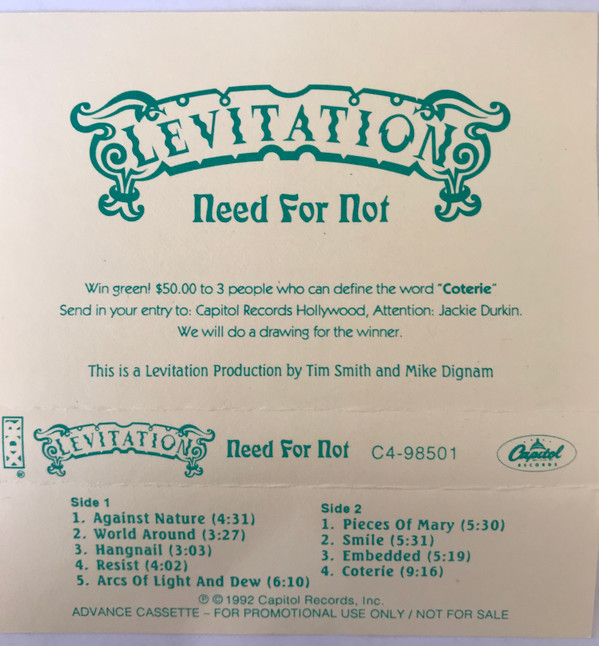 LEVITATION
Need For Not
Win green! $50.00 to 3 people who can define the word "Coterie"
Send in your entry to: Capitol Records Hollywood, Attention: Jackie Durkin.
We will do a drawing for the winner.
This is a Levitation Production by Tim Smith and Mike Dignam
LEVITATION Need For Not C4-98501 Capitol RECORDS
®
Side 1
1. Against Nature (4:31)
2. World Around (3:27)
3. Hangnail (3:03)
4. Resist (4:02)
5. Arcs Of Light And Dew (6:10)
Side 2
1. Pieces Of Mary (5:30)
2. Smile (5:31)
3. Embedded (5:19)
4. Coterie (9:16)
℗ © 1992 Capitol Records, Inc.
ADVANCE CASSETTE – FOR PROMOTIONAL USE ONLY / NOT FOR SALE